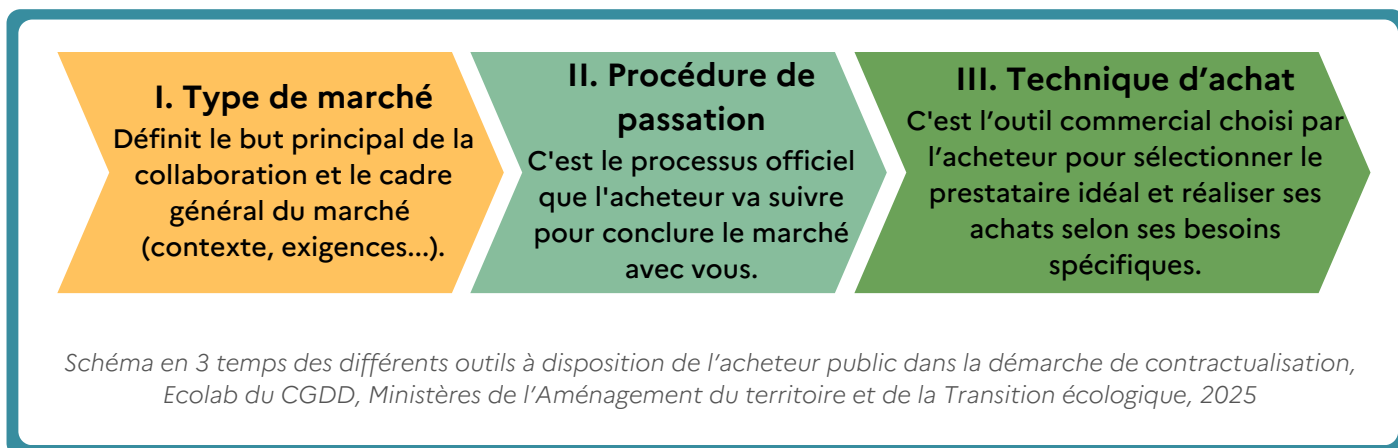 I. Type de marché
Définit le but principal de la
collaboration et le cadre
général du marché
(contexte, exigences...).
II. Procédure de
passation
C'est le processus officiel
que l'acheteur va suivre
pour conclure le marché
avec vous.
III. Technique d’achat
C'est l’outil commercial choisi par
l’acheteur pour sélectionner le
prestataire idéal et réaliser ses
achats selon ses besoins
spécifiques.
Schéma en 3 temps des différents outils à disposition de l’acheteur public dans la démarche de contractualisation,
Ecolab du CGDD, Ministères de l’Aménagement du territoire et de la Transition écologique, 2025